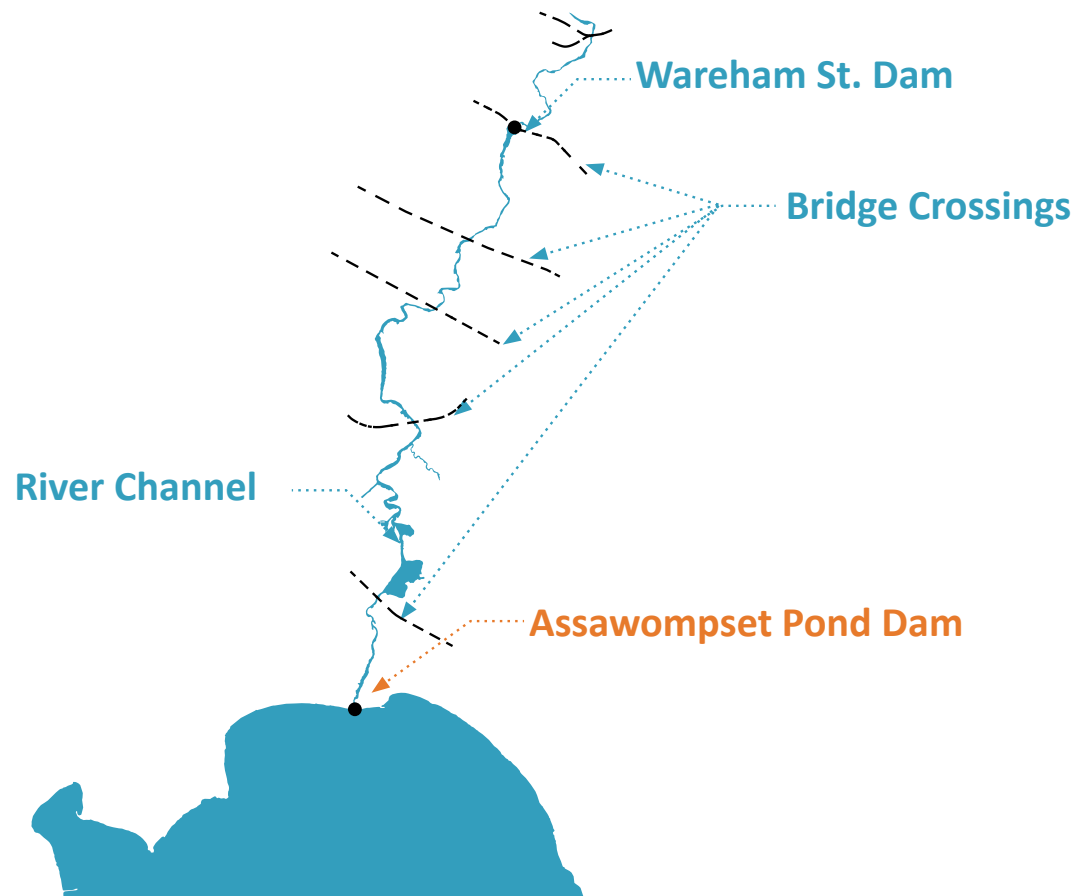 Wareham St. Dam
Bridge Crossings
River Channel
Assawompset Pond Dam